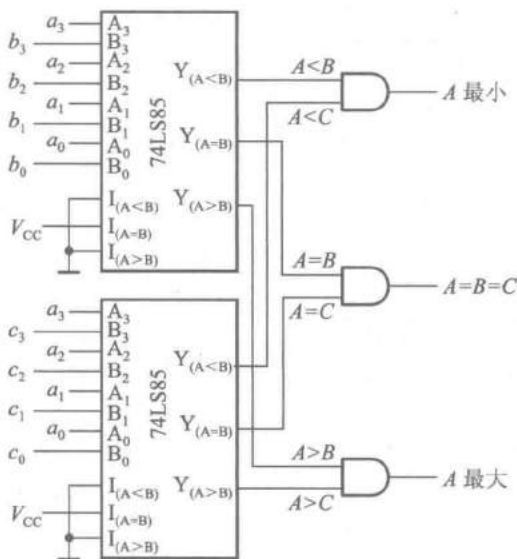 a₃ A₃
b₃ B₃
a₂ A₂
b₂ B₂
a₁ A₁
b₁ B₁
a₀ A₀
b₀ B₀
I(A<B)
V_CC I(A=B)
I(A>B)
74LS85
Y(A<B)
Y(A=B)
Y(A>B)
a₃ A₃
c₃ B₃
a₂ A₂
c₂ B₂
a₁ A₁
c₁ B₁
a₀ A₀
c₀ B₀
I(A<B)
V_CC I(A=B)
I(A>B)
74LS85
Y(A<B)
Y(A=B)
Y(A>B)
A<B
A<C
A 最小
A=B
A=C
A=B=C
A>B
A>C
A 最大